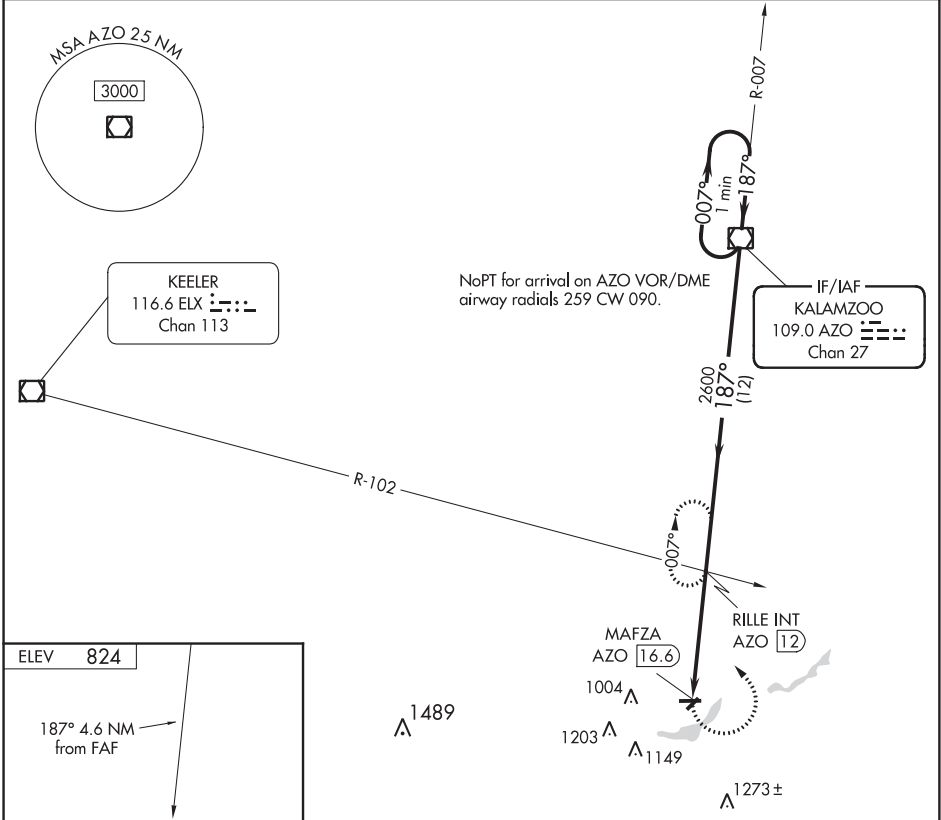 MSA AZO 25 NM
3000
R-007
007°
1 min
187°
KEELER
116.6 ELX
Chan 113
NoPT for arrival on AZO VOR/DME
airway radials 259 CW 090.
IF/IAF
KALAMZOO
109.0 AZO
Chan 27
2600
187°
(12)
R-102
007°
RILLE INT
AZO 12
MAFZA
AZO 16.6
ELEV 824
187° 4.6 NM
from FAF
1489
1004
1203
1149
1273±